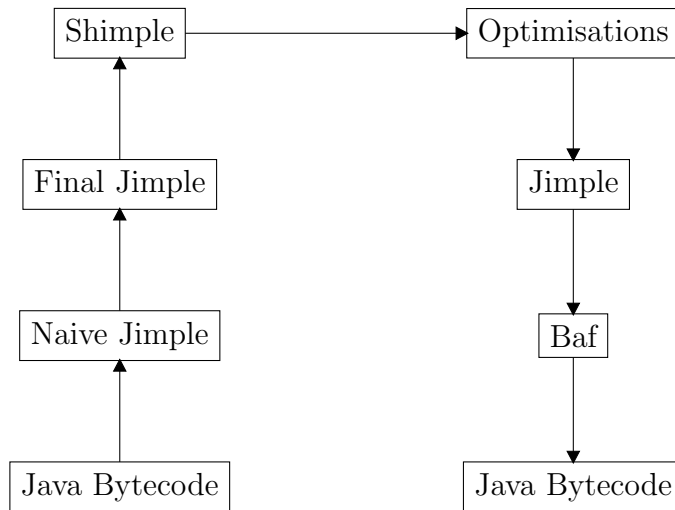 Shimple
Optimisations
Final Jimple
Jimple
Naive Jimple
Baf
Java Bytecode
Java Bytecode